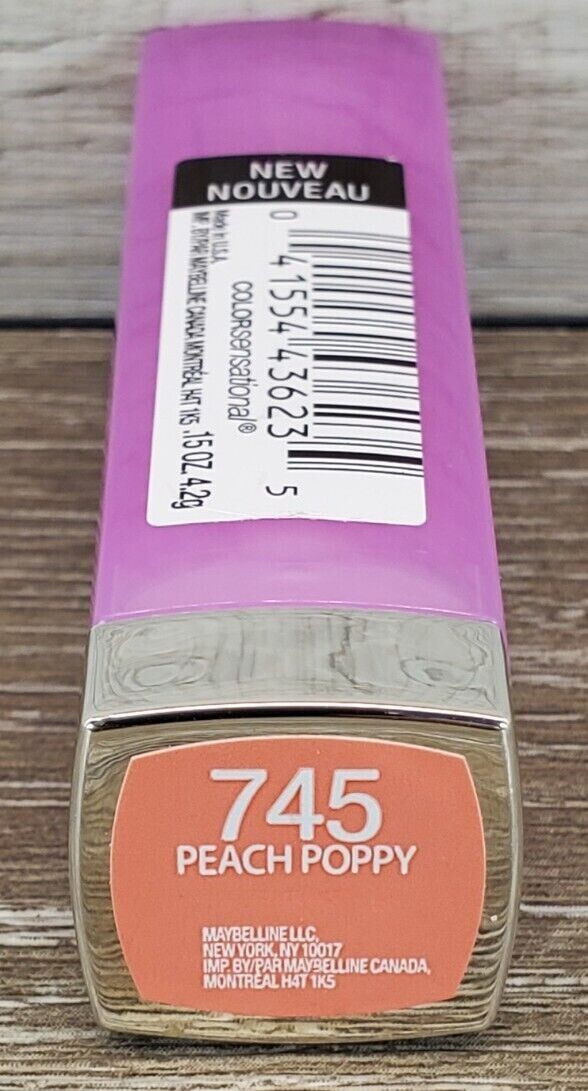 NEW
NOUVEAU
0 41554 43623 5
COLORsensational®
Made in U.S.A.
IMP. BY/PAR MAYBELLINE CANADA MONTRÉAL H4T 1K5 .15 OZ. 4.2g
745
PEACH POPPY
MAYBELLINE LLC,
NEW YORK, NY 10017
IMP. BY/PAR MAYBELLINE CANADA,
MONTRÉAL H4T 1K5